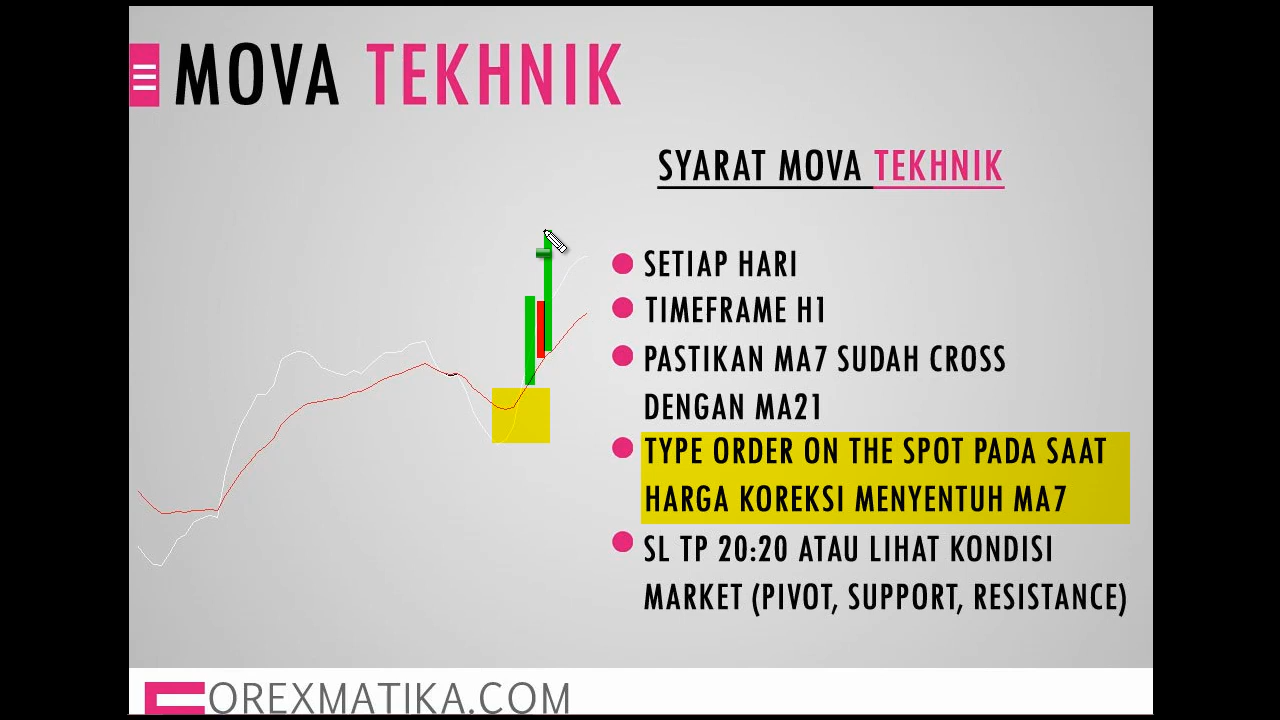 MOVA TEKHNIK
SYARAT MOVA TEKHNIK
SETIAP HARI
TIMEFRAME H1
PASTIKAN MA7 SUDAH CROSS
DENGAN MA21
TYPE ORDER ON THE SPOT PADA SAAT
HARGA KOREKSI MENYENTUH MA7
SL TP 20:20 ATAU LIHAT KONDISI
MARKET (PIVOT, SUPPORT, RESISTANCE)
FOREXMATIKA.COM